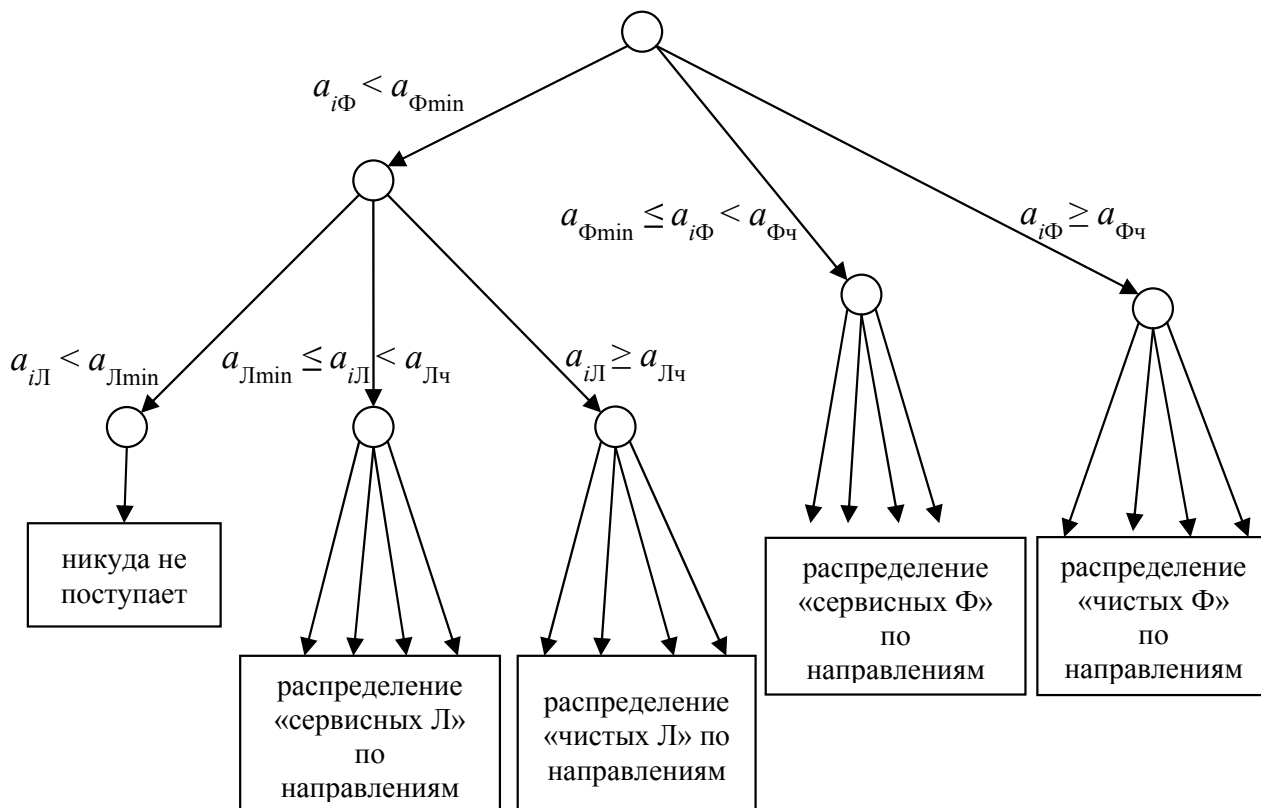 a_{iФ} < a_{Фmin}
a_{Фmin} ≤ a_{iФ} < a_{Фч}
a_{iФ} ≥ a_{Фч}
a_{iЛ} < a_{Лmin}
a_{Лmin} ≤ a_{iЛ} < a_{Лч}
a_{iЛ} ≥ a_{Лч}
никуда не
поступает
распределение
«сервисных Л»
по
направлениям
распределение
«чистых Л» по
направлениям
распределение
«сервисных Ф»
по
направлениям
распределение
«чистых Ф»
по
направлениям